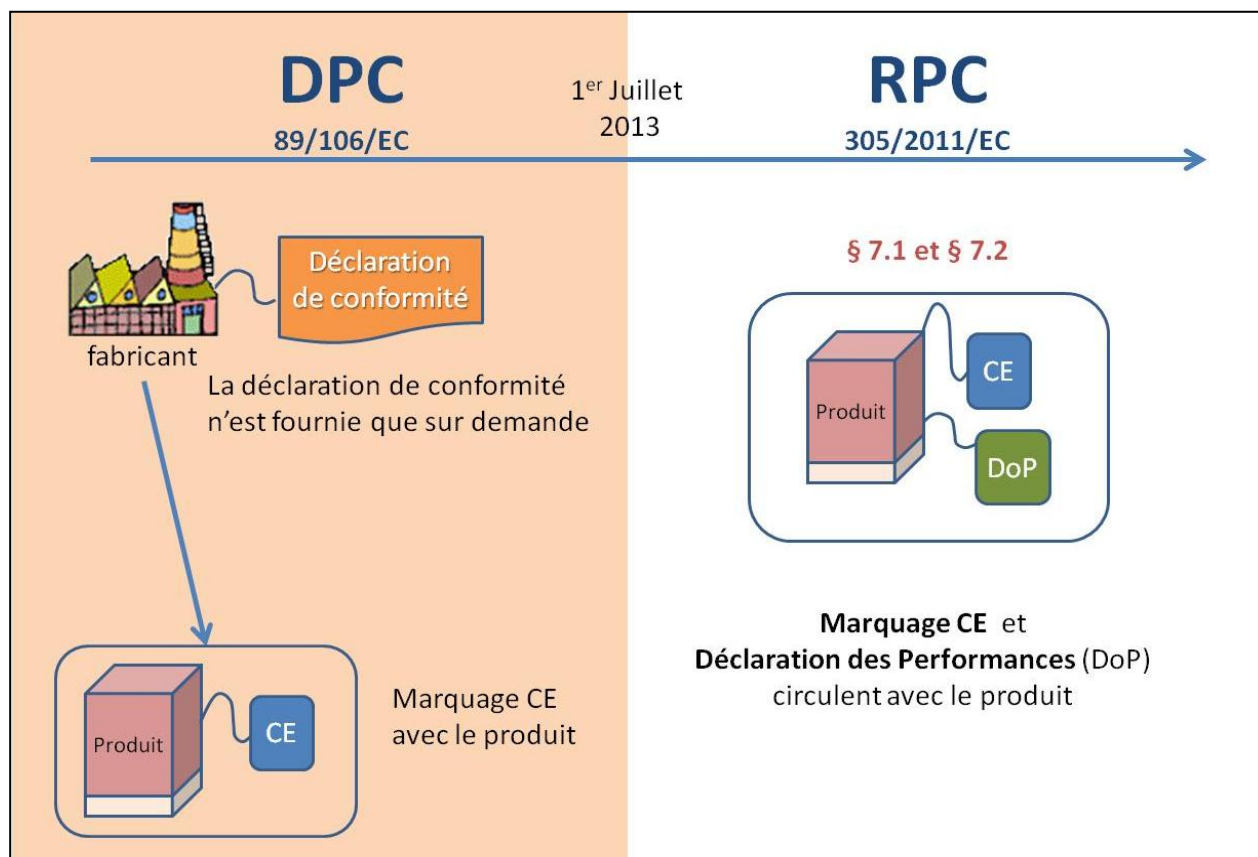 DPC
89/106/EC
1er Juillet
2013
RPC
305/2011/EC
Déclaration
de conformité
fabricant
La déclaration de conformité
n’est fournie que sur demande
Produit
CE
Marquage CE
avec le produit
§ 7.1 et § 7.2
Produit
CE
DoP
Marquage CE et
Déclaration des Performances (DoP)
circulent avec le produit